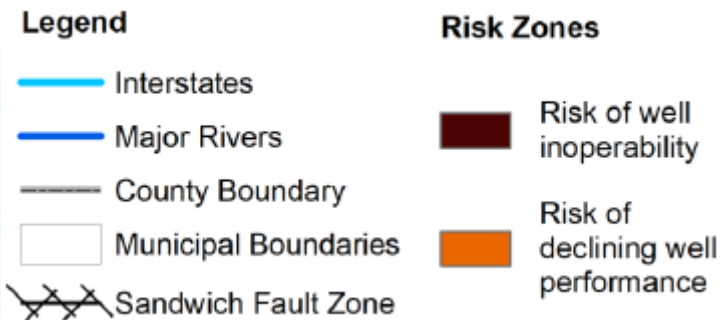 Legend
Interstates
Major Rivers
County Boundary
Municipal Boundaries
Sandwich Fault Zone
Risk Zones
Risk of well
inoperability
Risk of
declining well
performance